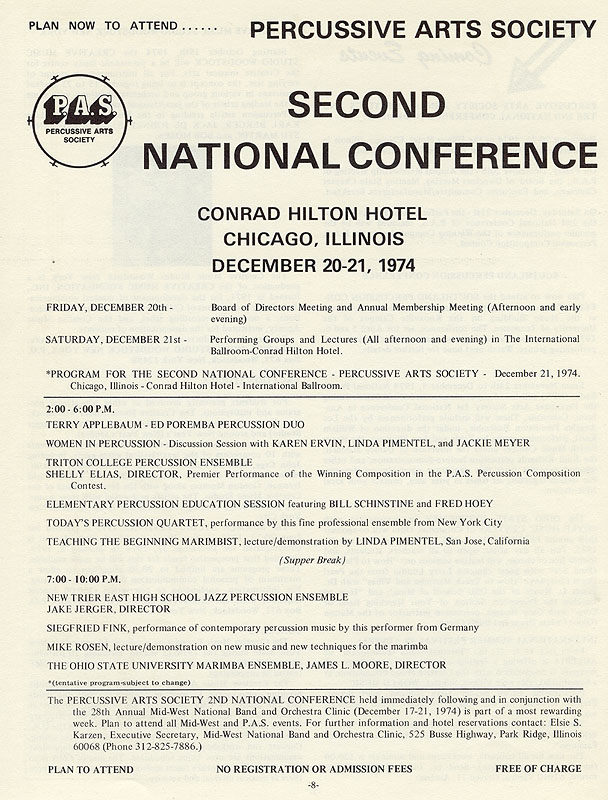 PLAN NOW TO ATTEND . . . . . .
PERCUSSIVE ARTS SOCIETY
P.A.S.
PERCUSSIVE ARTS
SOCIETY
SECOND
NATIONAL CONFERENCE
CONRAD HILTON HOTEL
CHICAGO, ILLINOIS
DECEMBER 20-21, 1974
FRIDAY, DECEMBER 20th - Board of Directors Meeting and Annual Membership Meeting (Afternoon and early
evening)
SATURDAY, DECEMBER 21st - Performing Groups and Lectures (All afternoon and evening) in The International
Ballroom-Conrad Hilton Hotel.
*PROGRAM FOR THE SECOND NATIONAL CONFERENCE - PERCUSSIVE ARTS SOCIETY - December 21, 1974.
Chicago, Illinois - Conrad Hilton Hotel - International Ballroom.
2:00 - 6:00 P.M.
TERRY APPLEBAUM - ED POREMBA PERCUSSION DUO
WOMEN IN PERCUSSION - Discussion Session with KAREN ERVIN, LINDA PIMENTEL, and JACKIE MEYER
TRITON COLLEGE PERCUSSION ENSEMBLE
SHELLY ELIAS, DIRECTOR, Premier Performance of the Winning Composition in the P.A.S. Percussion Composition
Contest.
ELEMENTARY PERCUSSION EDUCATION SESSION featuring BILL SCHINSTINE and FRED HOEY
TODAY'S PERCUSSION QUARTET, performance by this fine professional ensemble from New York City
TEACHING THE BEGINNING MARIMBIST, lecture/demonstration by LINDA PIMENTEL, San Jose, California
(Supper Break)
7:00 - 10:00 P.M.
NEW TRIER EAST HIGH SCHOOL JAZZ PERCUSSION ENSEMBLE
JAKE JERGER, DIRECTOR
SIEGFRIED FINK, performance of contemporary percussion music by this performer from Germany
MIKE ROSEN, lecture/demonstration on new music and new techniques for the marimba
THE OHIO STATE UNIVERSITY MARIMBA ENSEMBLE, JAMES L. MOORE, DIRECTOR
*(tentative program-subject to change)
The PERCUSSIVE ARTS SOCIETY 2ND NATIONAL CONFERENCE held immediately following and in conjunction with
the 28th Annual Mid-West National Band and Orchestra Clinic (December 17-21, 1974) is part of a most rewarding
week. Plan to attend all Mid-West and P.A.S. events. For further information and hotel reservations contact: Elsie S.
Karzen, Executive Secretary, Mid-West National Band and Orchestra Clinic, 525 Busse Highway, Park Ridge, Illinois
60068 (Phone 312-825-7886.)
PLAN TO ATTEND NO REGISTRATION OR ADMISSION FEES FREE OF CHARGE
-8-